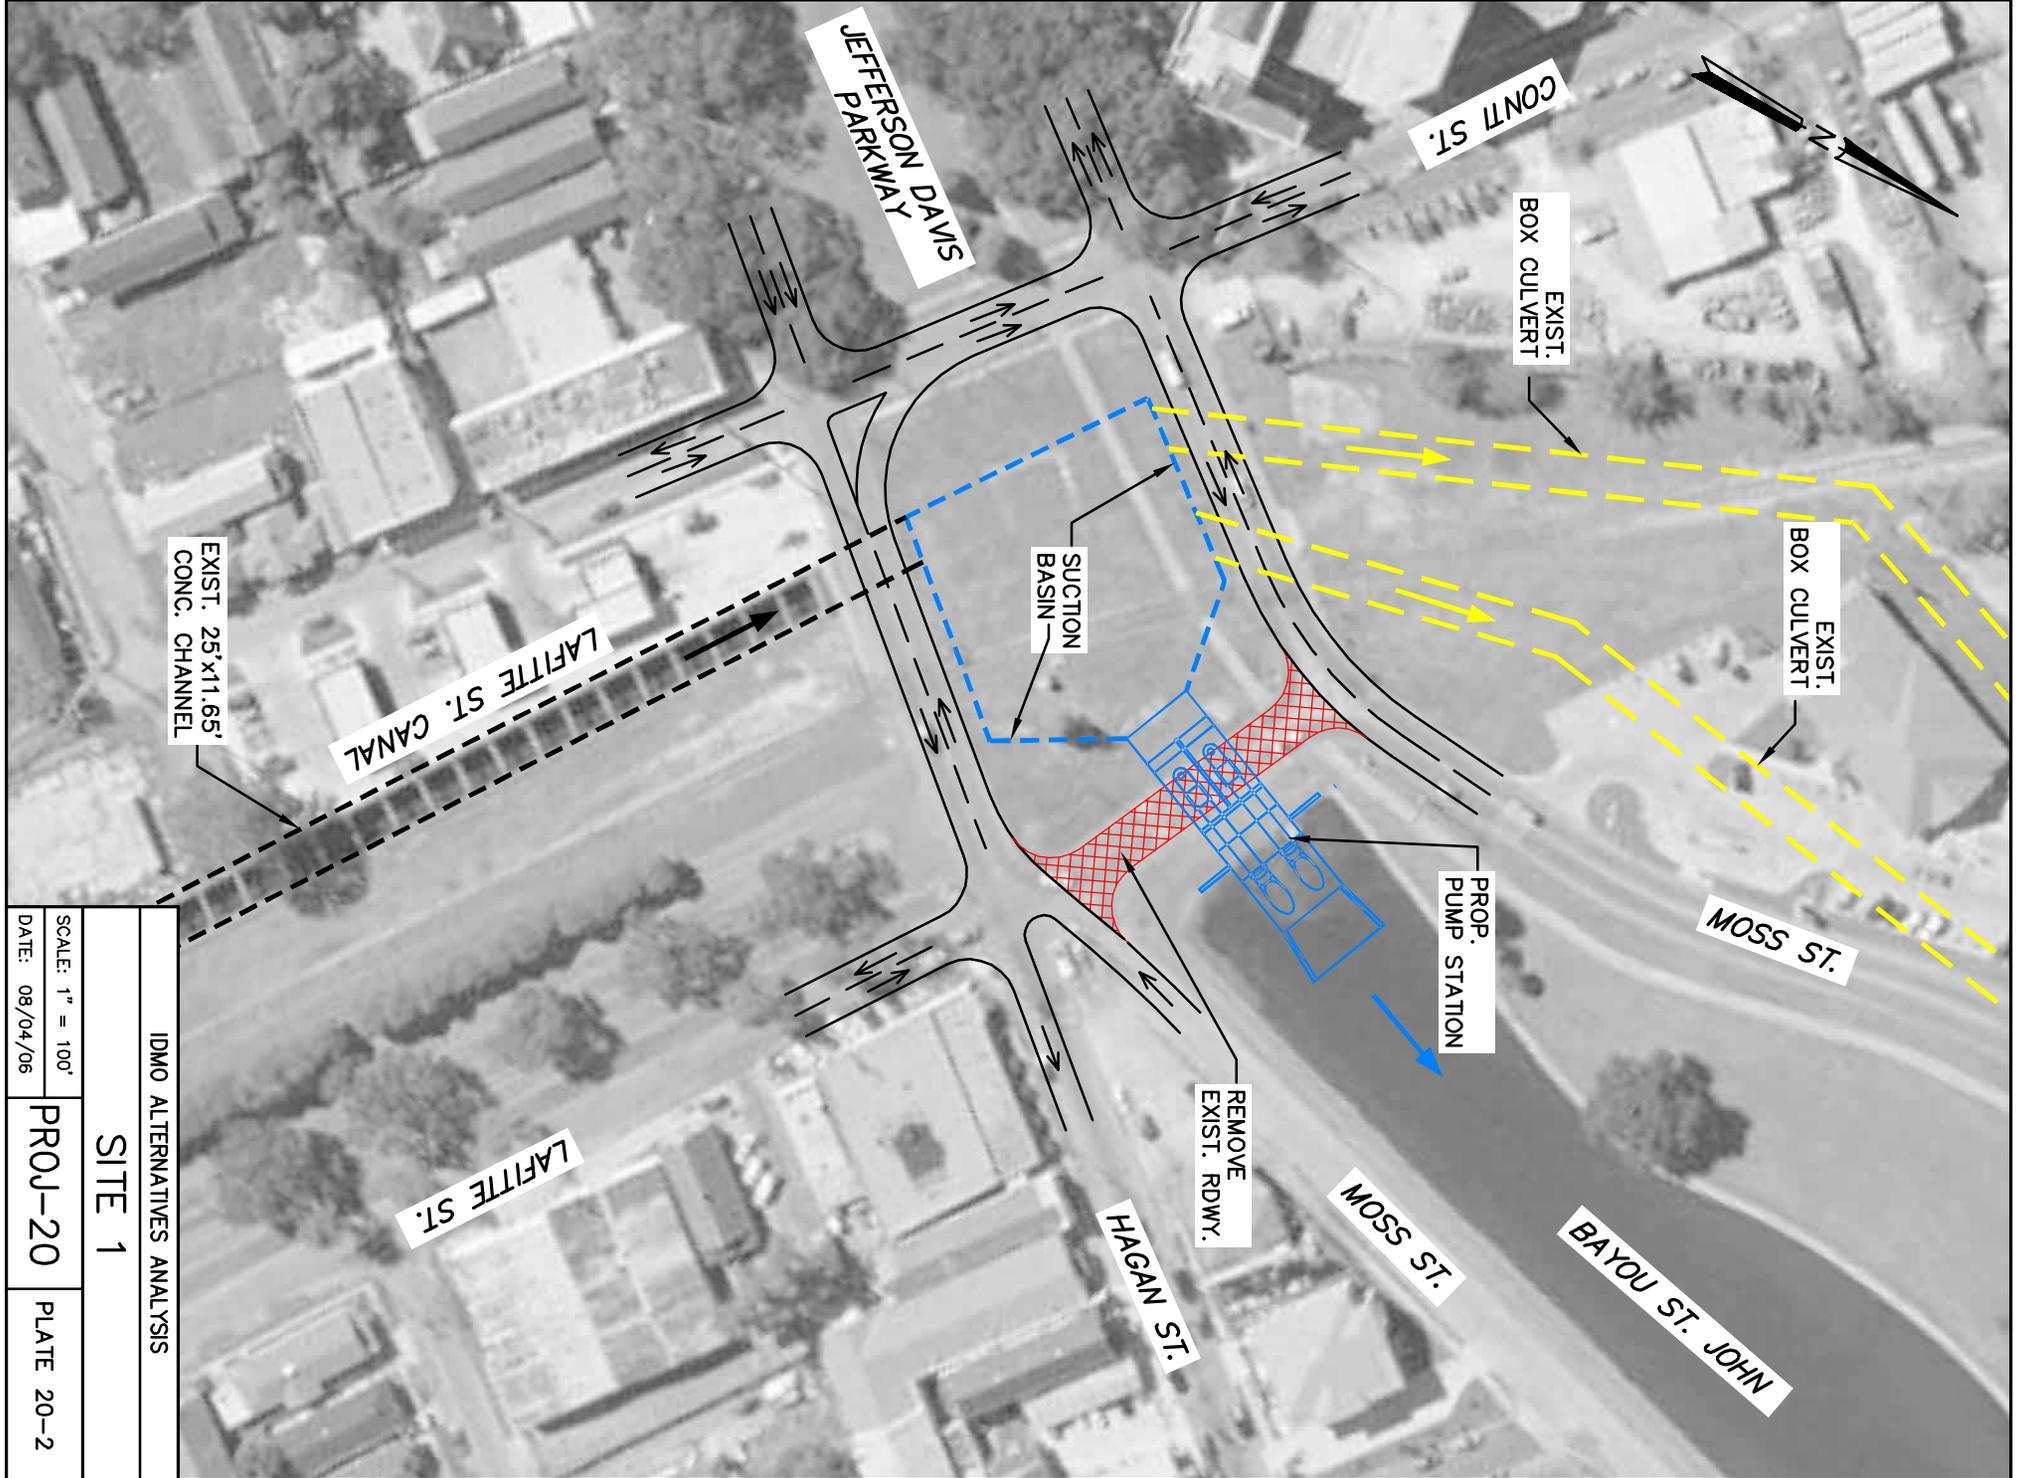 JEFFERSON DAVIS
PARKWAY
CONTI ST.
N
EXIST.
BOX CULVERT
EXIST.
BOX CULVERT
SUCTION
BASIN
EXIST. 25'x11.65'
CONC. CHANNEL
LAFITTE ST. CANAL
PROP.
PUMP STATION
MOSS ST.
REMOVE
EXIST. RDWY.
LAFITTE ST.
HAGAN ST.
MOSS ST.
BAYOU ST. JOHN
IDMO ALTERNATIVES ANALYSIS
SITE 1
SCALE: 1" = 100'
DATE: 08/04/06
PROJ-20
PLATE 20-2